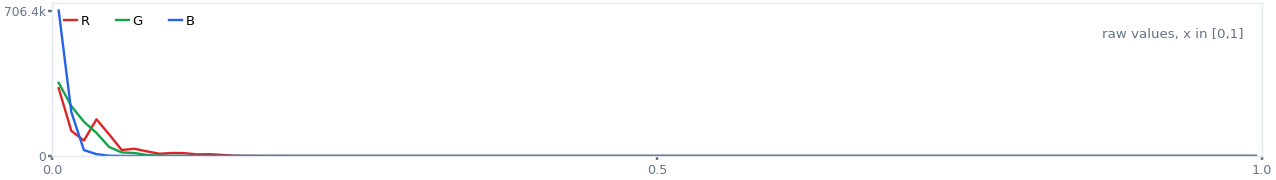 706.4k
R G B
raw values, x in [0,1]
0
0.0 0.5 1.0